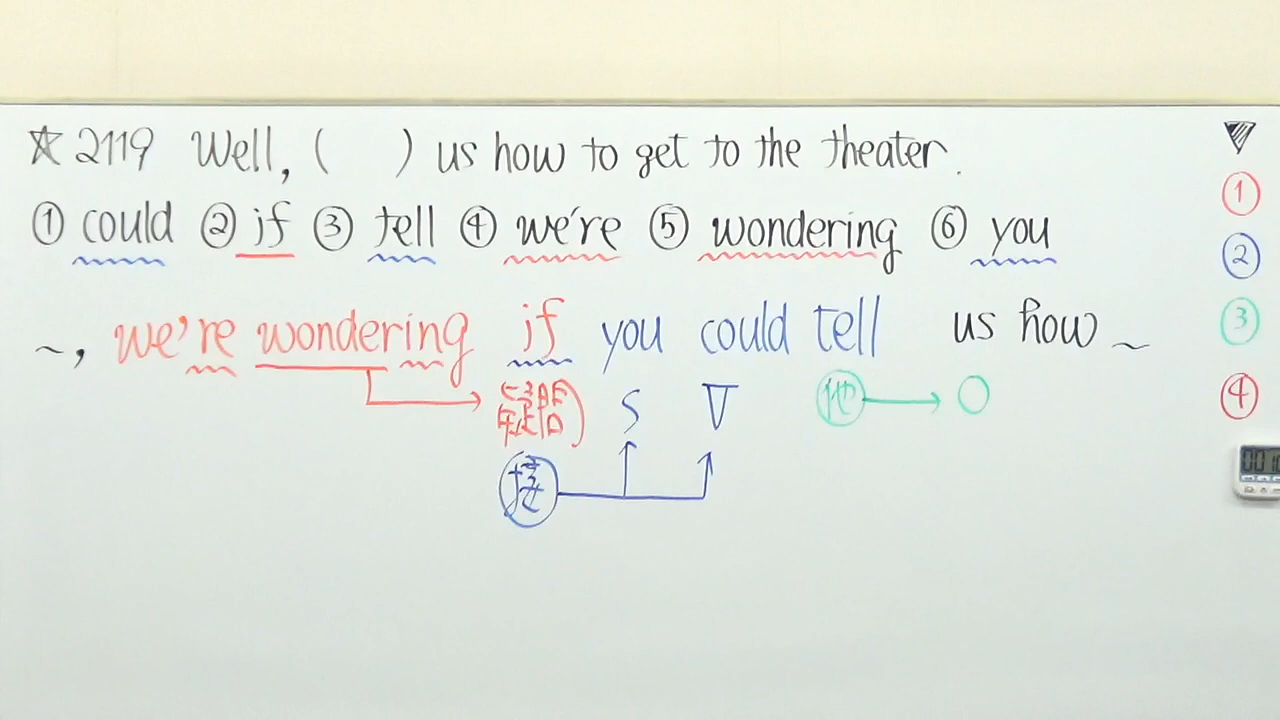 ☆2119 Well, ( ) us how to get to the theater.
① could ② if ③ tell ④ we're ⑤ wondering ⑥ you
~, we're wondering if you could tell us how ~
疑問) S V 他 → O
接
①
②
③
④